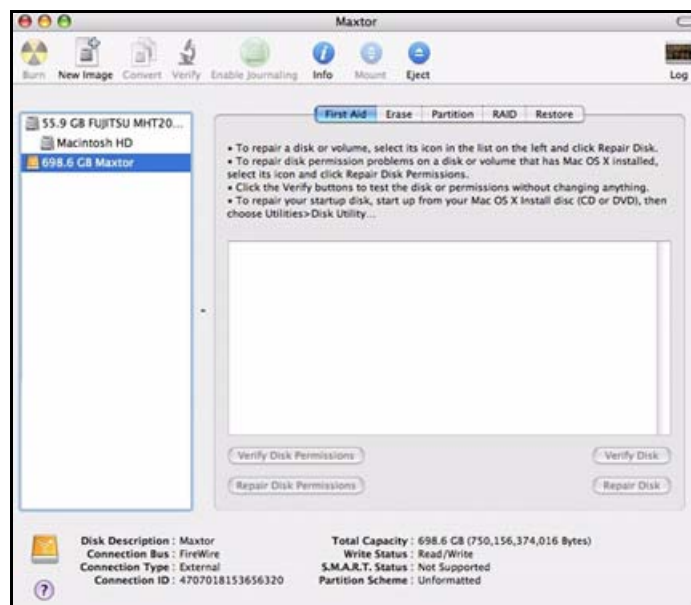 Maxtor
Burn New Image Convert Verify Enable Journaling Info Mount Eject Log
First Aid Erase Partition RAID Restore
55.9 GB FUJITSU MHT20...
Macintosh HD
698.6 GB Maxtor
• To repair a disk or volume, select its icon in the list on the left and click Repair Disk.
• To repair disk permission problems on a disk or volume that has Mac OS X installed,
select its icon and click Repair Disk Permissions.
• Click the Verify buttons to test the disk or permissions without changing anything.
• To repair your startup disk, start up from your Mac OS X Install disc (CD or DVD), then
choose Utilities>Disk Utility...
Verify Disk Permissions Verify Disk
Repair Disk Permissions Repair Disk
Disk Description : Maxtor
Connection Bus : FireWire
Connection Type : External
Connection ID : 4707018153656320
Total Capacity : 698.6 GB (750,156,374,016 Bytes)
Write Status : Read/Write
S.M.A.R.T. Status : Not Supported
Partition Scheme : Unformatted
?